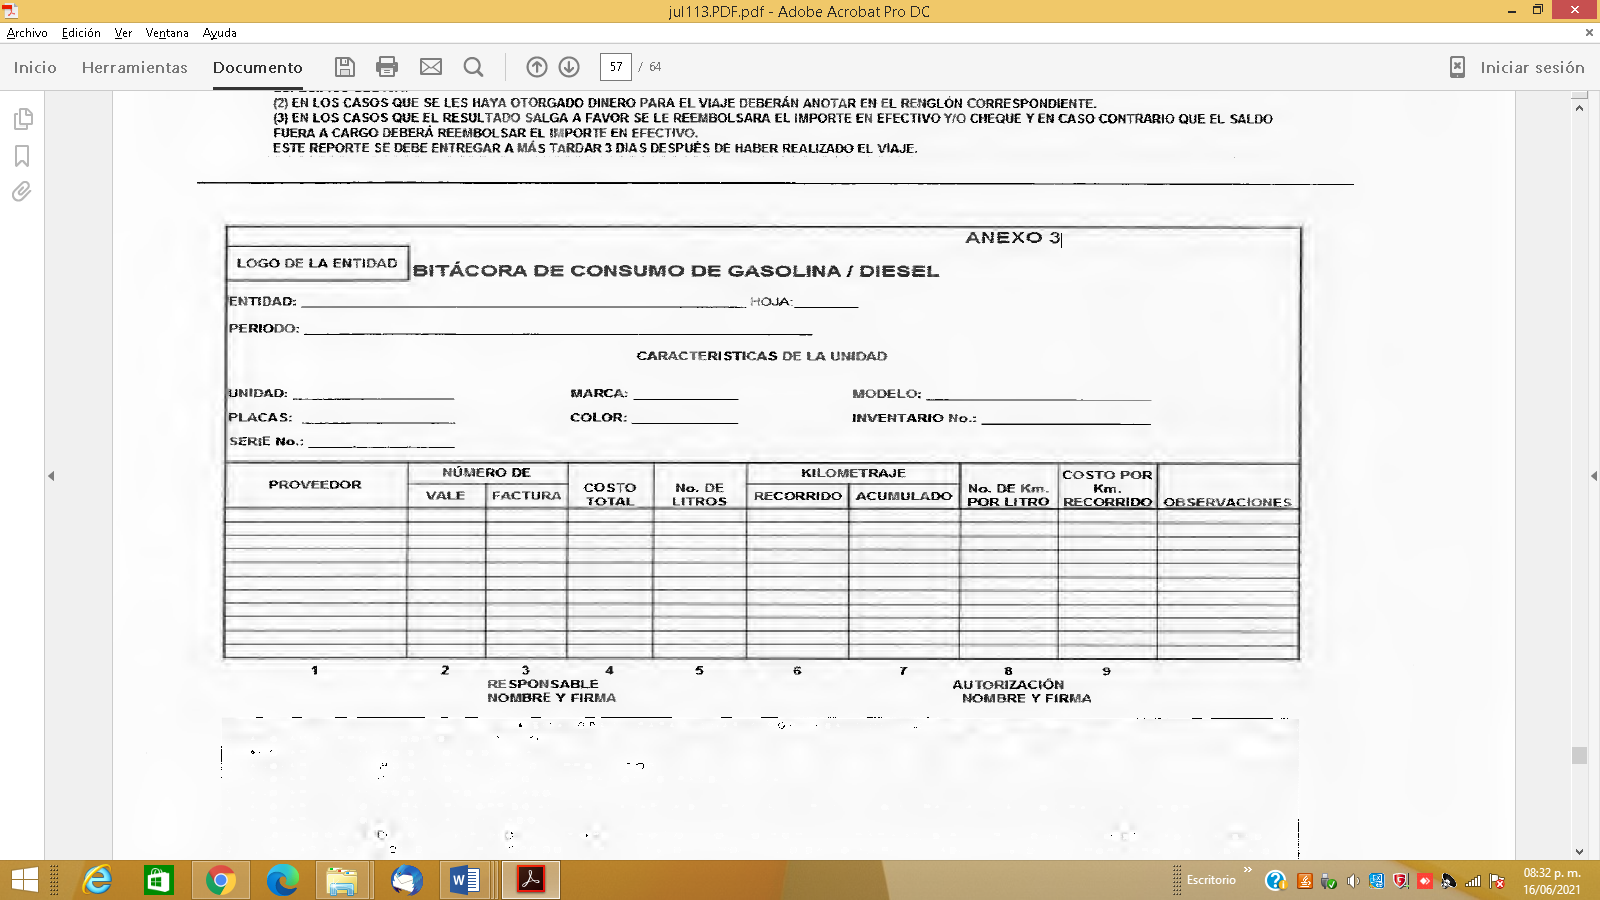 jul113.PDF.pdf - Adobe Acrobat Pro DC
Archivo Edición Ver Ventana Ayuda
Inicio Herramientas Documento 57 / 64 Iniciar sesión
(2) EN LOS CASOS QUE SE LES HAYA OTORGADO DINERO PARA EL VIAJE DEBERÁN ANOTAR EN EL RENGLÓN CORRESPONDIENTE.
(3) EN LOS CASOS QUE EL RESULTADO SALGA A FAVOR SE LE REEMBOLSARA EL IMPORTE EN EFECTIVO Y/O CHEQUE Y EN CASO CONTRARIO QUE EL SALDO
FUERA A CARGO DEBERÁ REEMBOLSAR EL IMPORTE EN EFECTIVO.
ESTE REPORTE SE DEBE ENTREGAR A MÁS TARDAR 3 DIAS DESPUÉS DE HABER REALIZADO EL VIAJE.
ANEXO 3
LOGO DE LA ENTIDAD
BITÁCORA DE CONSUMO DE GASOLINA / DIESEL
ENTIDAD: HOJA:
PERIODO:
CARACTERISTICAS DE LA UNIDAD
UNIDAD: MARCA: MODELO:
PLACAS: COLOR: INVENTARIO No.:
SERIE No.:
PROVEEDOR
NÚMERO DE
VALE FACTURA
COSTO
TOTAL
No. DE
LITROS
KILOMETRAJE
RECORRIDO ACUMULADO
No. DE Km.
POR LITRO
COSTO POR
Km.
RECORRIDO
OBSERVACIONES
1 2 3 4 5 6 7 8 9
RESPONSABLE
NOMBRE Y FIRMA
AUTORIZACIÓN
NOMBRE Y FIRMA
Escritorio
08:32 p. m.
16/06/2021